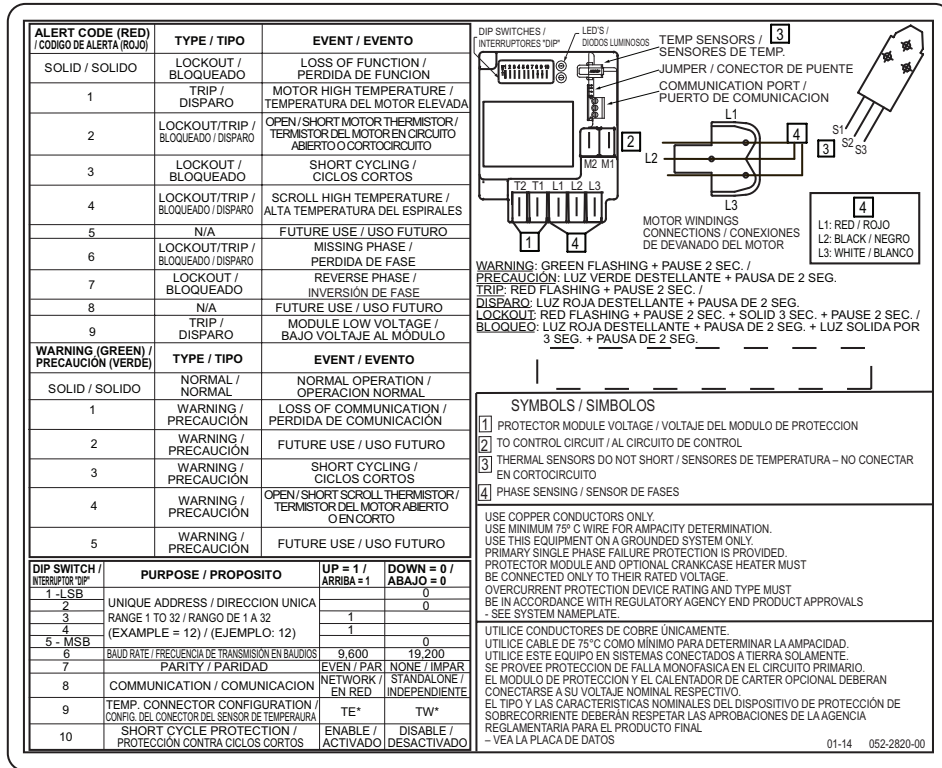 ALERT CODE (RED) / CODIGO DE ALERTA (ROJO)
TYPE / TIPO
EVENT / EVENTO
SOLID / SOLIDO
LOCKOUT / BLOQUEADO
LOSS OF FUNCTION / PERDIDA DE FUNCION
1
TRIP / DISPARO
MOTOR HIGH TEMPERATURE / TEMPERATURA DEL MOTOR ELEVADA
2
LOCKOUT/TRIP / BLOQUEADO / DISPARO
OPEN / SHORT MOTOR THERMISTOR / TERMISTOR DEL MOTOR EN CIRCUITO ABIERTO O CORTOCIRCUITO
3
LOCKOUT / BLOQUEADO
SHORT CYCLING / CICLOS CORTOS
4
LOCKOUT/TRIP / BLOQUEADO / DISPARO
SCROLL HIGH TEMPERATURE / ALTA TEMPERATURA DEL ESPIRALES
5
N/A
FUTURE USE / USO FUTURO
6
LOCKOUT/TRIP / BLOQUEADO / DISPARO
MISSING PHASE / PERDIDA DE FASE
7
LOCKOUT / BLOQUEADO
REVERSE PHASE / INVERSIÓN DE FASE
8
N/A
FUTURE USE / USO FUTURO
9
TRIP / DISPARO
MODULE LOW VOLTAGE / BAJO VOLTAJE AL MÓDULO
WARNING (GREEN) / PRECAUCIÓN (VERDE)
TYPE / TIPO
EVENT / EVENTO
SOLID / SOLIDO
NORMAL / NORMAL
NORMAL OPERATION / OPERACION NORMAL
1
WARNING / PRECAUCIÓN
LOSS OF COMMUNICATION / PERDIDA DE COMUNICACIÓN
2
WARNING / PRECAUCIÓN
FUTURE USE / USO FUTURO
3
WARNING / PRECAUCIÓN
SHORT CYCLING / CICLOS CORTOS
4
WARNING / PRECAUCIÓN
OPEN / SHORT SCROLL THERMISTOR / TERMISTOR DEL MOTOR ABIERTO O EN CORTO
5
WARNING / PRECAUCIÓN
FUTURE USE / USO FUTURO
DIP SWITCH / INTERRUPTOR "DIP"
PURPOSE / PROPOSITO
UP = 1 / ARRIBA = 1
DOWN = 0 / ABAJO = 0
1 -LSB
0
2
0
3
1
4
1
5 - MSB
0
UNIQUE ADDRESS / DIRECCION UNICA
RANGE 1 TO 32 / RANGO DE 1 A 32
(EXAMPLE = 12) / (EJEMPLO: 12)
6
BAUD RATE / FRECUENCIA DE TRANSMISIÓN EN BAUDIOS
9,600
19,200
7
PARITY / PARIDAD
EVEN / PAR
NONE / IMPAR
8
COMMUNICATION / COMUNICACION
NETWORK / EN RED
STANDALONE / INDEPENDIENTE
9
TEMP. CONNECTOR CONFIGURATION / CONFIG. DEL CONECTOR DEL SENSOR DE TEMPERAURA
TE*
TW*
10
SHORT CYCLE PROTECTION / PROTECCIÓN CONTRA CICLOS CORTOS
ENABLE / ACTIVADO
DISABLE / DESACTIVADO
DIP SWITCHES / INTERRUPTORES "DIP"
LED'S / DIODOS LUMINOSOS
TEMP SENSORS / SENSORES DE TEMP.
3
JUMPER / CONECTOR DE PUENTE
COMMUNICATION PORT / PUERTO DE COMUNICACION
2
M2 M1
T2 T1 L1 L2 L3
1
4
L1
L2
L3
4
3
S1
S2
S3
MOTOR WINDINGS CONNECTIONS / CONEXIONES DE DEVANADO DEL MOTOR
4
L1: RED / ROJO
L2: BLACK / NEGRO
L3: WHITE / BLANCO
WARNING: GREEN FLASHING + PAUSE 2 SEC. /
PRECAUCIÓN: LUZ VERDE DESTELLANTE + PAUSA DE 2 SEG.
TRIP: RED FLASHING + PAUSE 2 SEC. /
DISPARO: LUZ ROJA DESTELLANTE + PAUSA DE 2 SEG.
LOCKOUT: RED FLASHING + PAUSE 2 SEC. + SOLID 3 SEC. + PAUSE 2 SEC. /
BLOQUEO: LUZ ROJA DESTELLANTE + PAUSA DE 2 SEG. + LUZ SOLIDA POR
3 SEG. + PAUSA DE 2 SEG.
SYMBOLS / SIMBOLOS
1 PROTECTOR MODULE VOLTAGE / VOLTAJE DEL MODULO DE PROTECCION
2 TO CONTROL CIRCUIT / AL CIRCUITO DE CONTROL
3 THERMAL SENSORS DO NOT SHORT / SENSORES DE TEMPERATURA – NO CONECTAR
EN CORTOCIRCUITO
4 PHASE SENSING / SENSOR DE FASES
USE COPPER CONDUCTORS ONLY.
USE MINIMUM 75º C WIRE FOR AMPACITY DETERMINATION.
USE THIS EQUIPMENT ON A GROUNDED SYSTEM ONLY.
PRIMARY SINGLE PHASE FAILURE PROTECTION IS PROVIDED.
PROTECTOR MODULE AND OPTIONAL CRANKCASE HEATER MUST
BE CONNECTED ONLY TO THEIR RATED VOLTAGE.
OVERCURRENT PROTECTION DEVICE RATING AND TYPE MUST
BE IN ACCORDANCE WITH REGULATORY AGENCY END PRODUCT APPROVALS
- SEE SYSTEM NAMEPLATE.
UTILICE CONDUCTORES DE COBRE ÚNICAMENTE.
UTILICE CABLE DE 75°C COMO MÍNIMO PARA DETERMINAR LA AMPACIDAD.
UTILICE ESTE EQUIPO EN SISTEMAS CONECTADOS A TIERRA SOLAMENTE.
SE PROVEE PROTECCION DE FALLA MONOFASICA EN EL CIRCUITO PRIMARIO.
EL MODULO DE PROTECCION Y EL CALENTADOR DE CARTER OPCIONAL DEBERAN
CONECTARSE A SU VOLTAJE NOMINAL RESPECTIVO.
EL TIPO Y LAS CARACTERISTICAS NOMINALES DEL DISPOSITIVO DE PROTECCIÓN DE
SOBRECORRIENTE DEBERÁN RESPETAR LAS APROBACIONES DE LA AGENCIA
REGLAMENTARIA PARA EL PRODUCTO FINAL
– VEA LA PLACA DE DATOS
01-14 052-2820-00